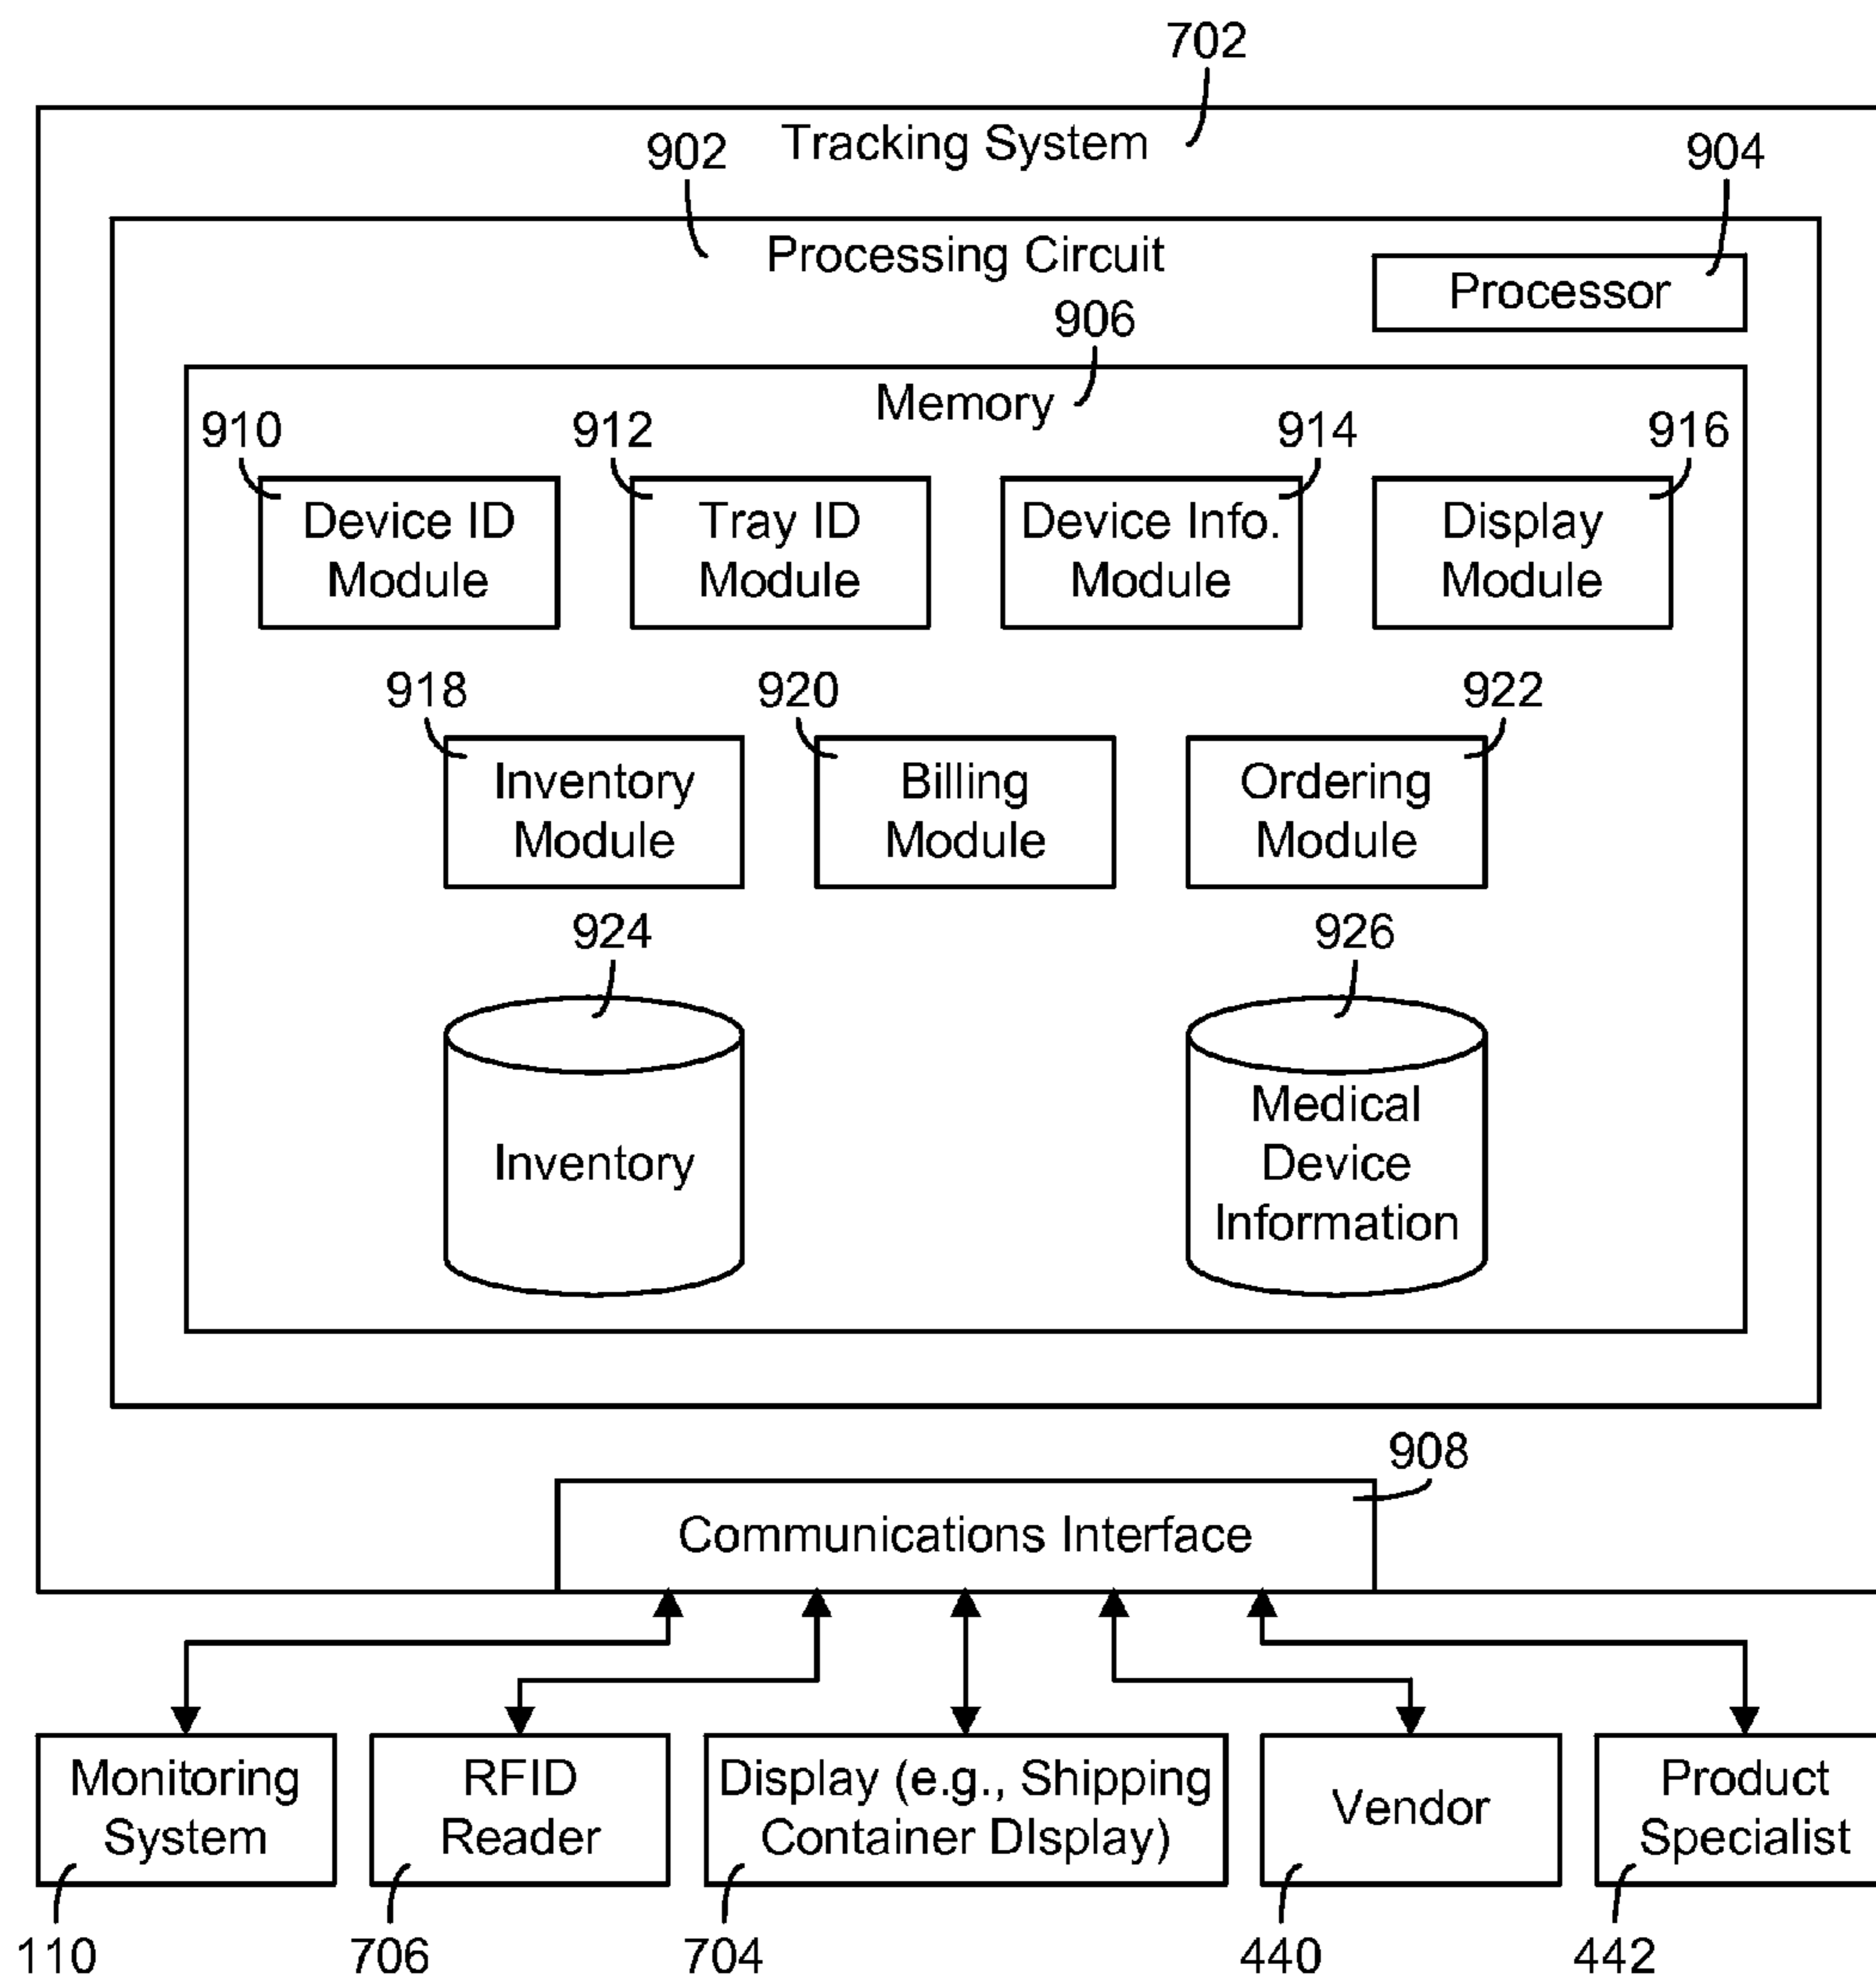 702
Tracking System
902
904
Processing Circuit
Processor
906
Memory
910
912
914
916
Device ID
Module
Tray ID
Module
Device Info.
Module
Display
Module
918
920
922
Inventory
Module
Billing
Module
Ordering
Module
924
926
Inventory
Medical
Device
Information
908
Communications Interface
Monitoring
System
RFID
Reader
Display (e.g., Shipping
Container DIsplay)
Vendor
Product
Specialist
110
706
704
440
442